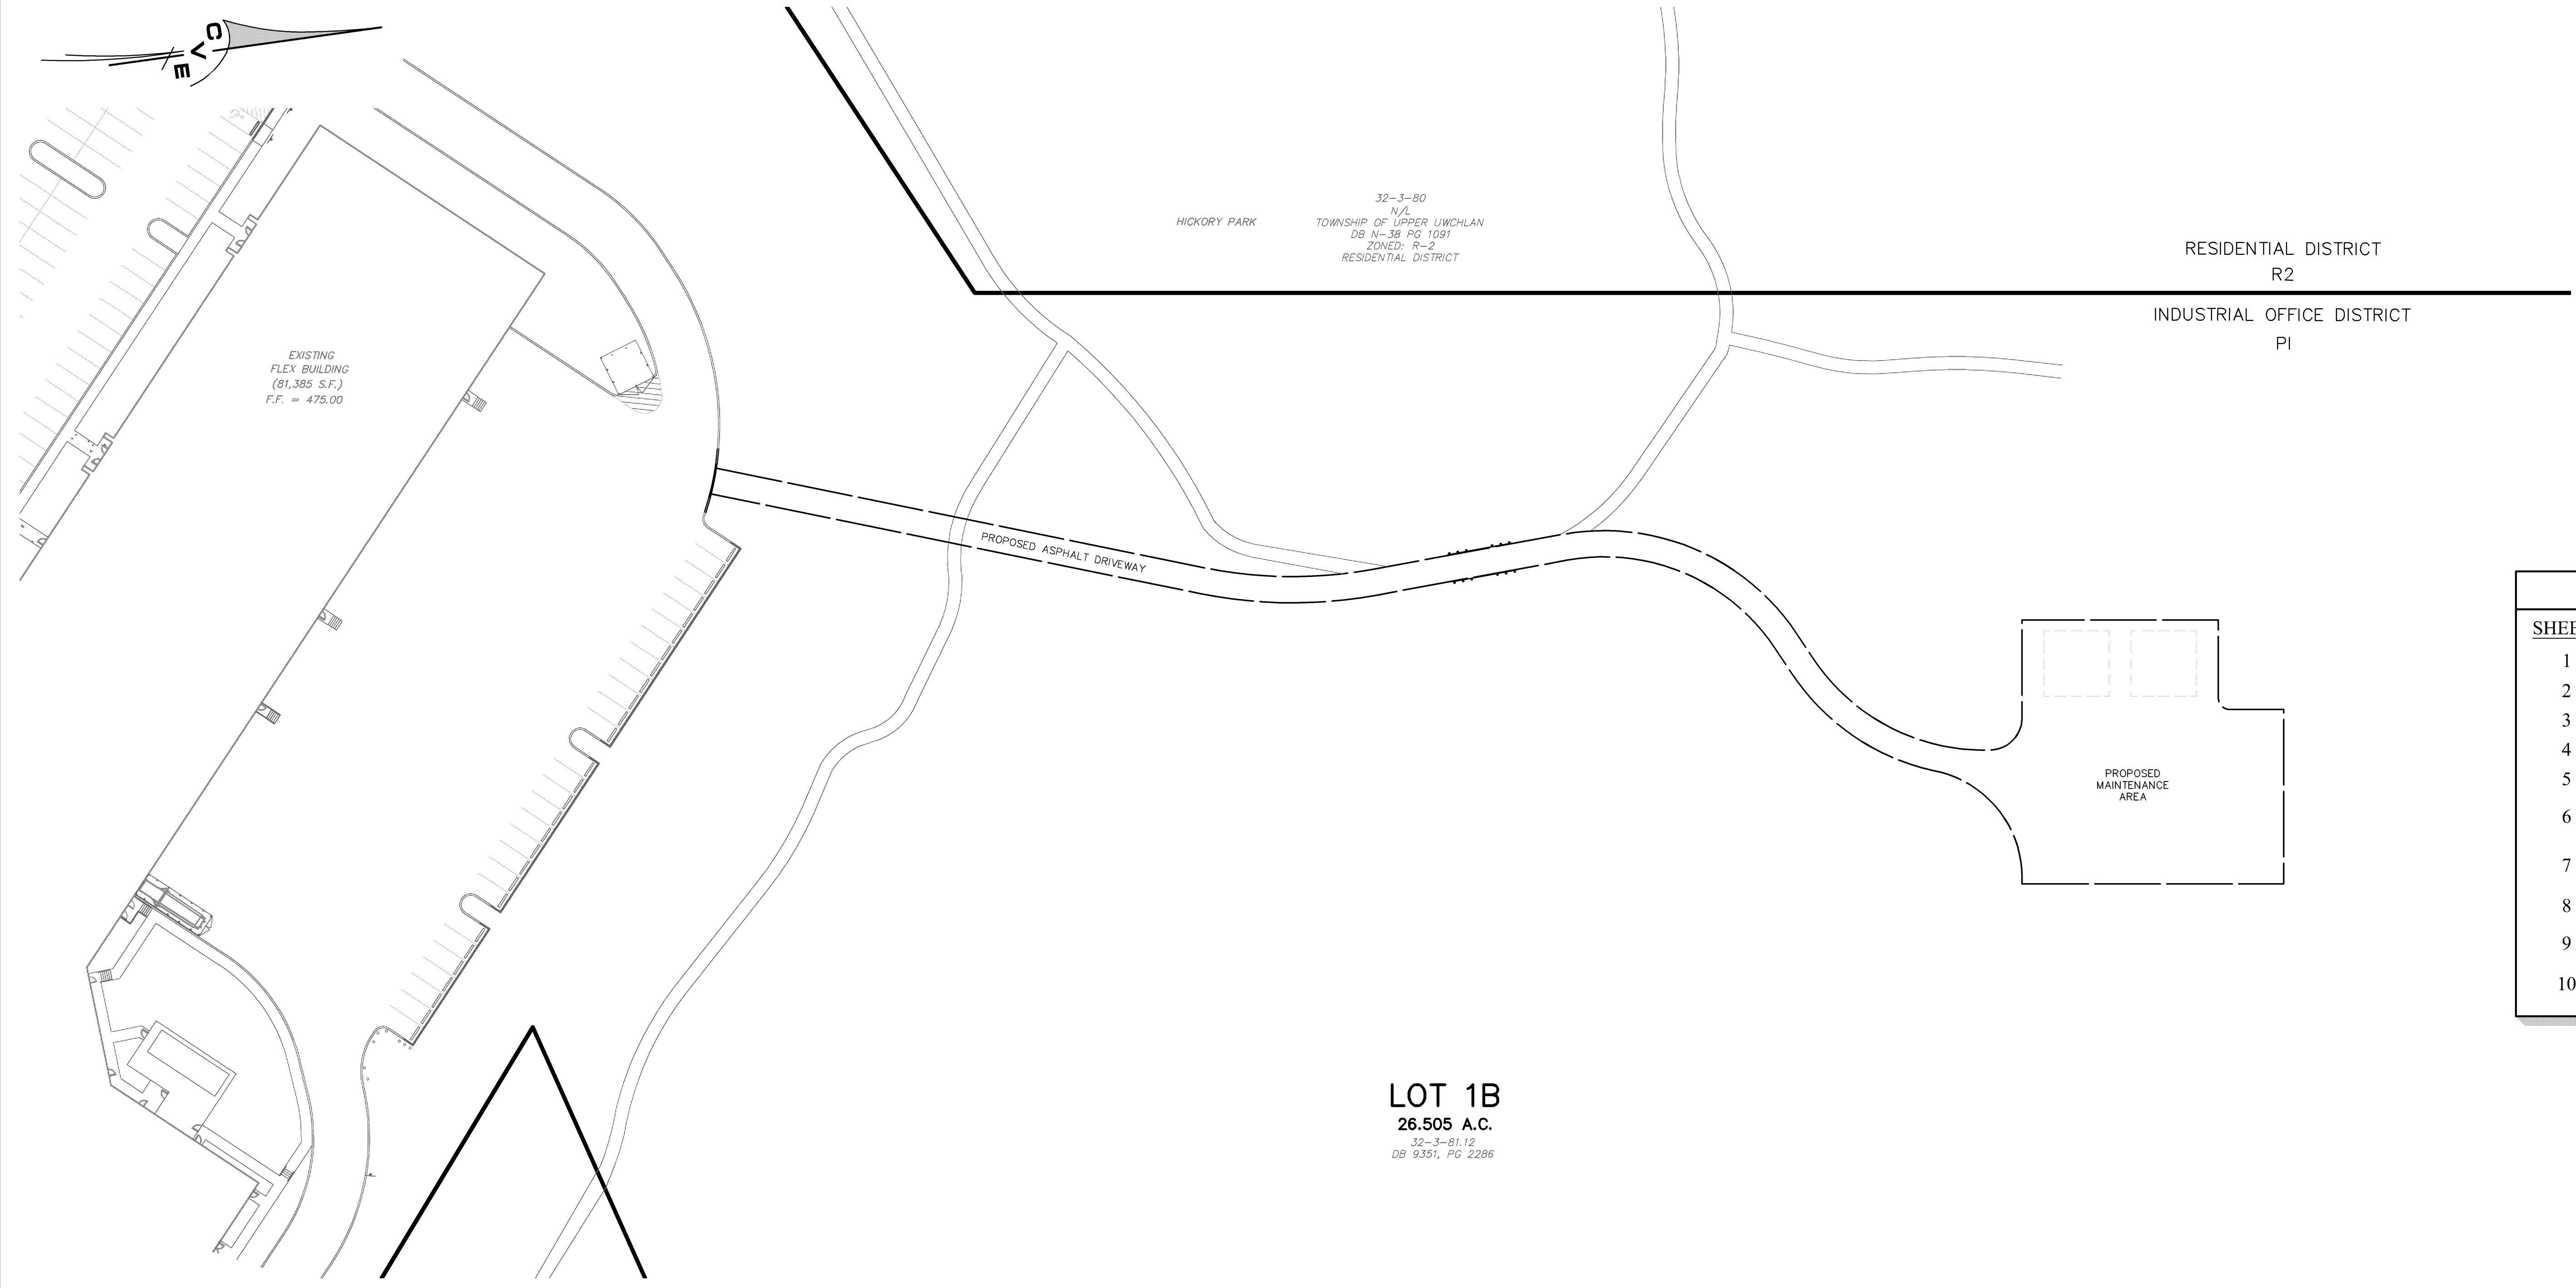 C
V
E
HICKORY PARK
32-3-80
N/L
TOWNSHIP OF UPPER UWCHLAN
DB N-38 PG 1091
ZONED: R-2
RESIDENTIAL DISTRICT
RESIDENTIAL DISTRICT
R2
INDUSTRIAL OFFICE DISTRICT
PI
EXISTING
FLEX BUILDING
(81,385 S.F.)
F.F. = 475.00
PROPOSED ASPHALT DRIVEWAY
PROPOSED
MAINTENANCE
AREA
SHEE
1
2
3
4
5
6
7
8
9
10
LOT 1B
26.505 A.C.
32-3-81.12
DB 9351, PG 2286